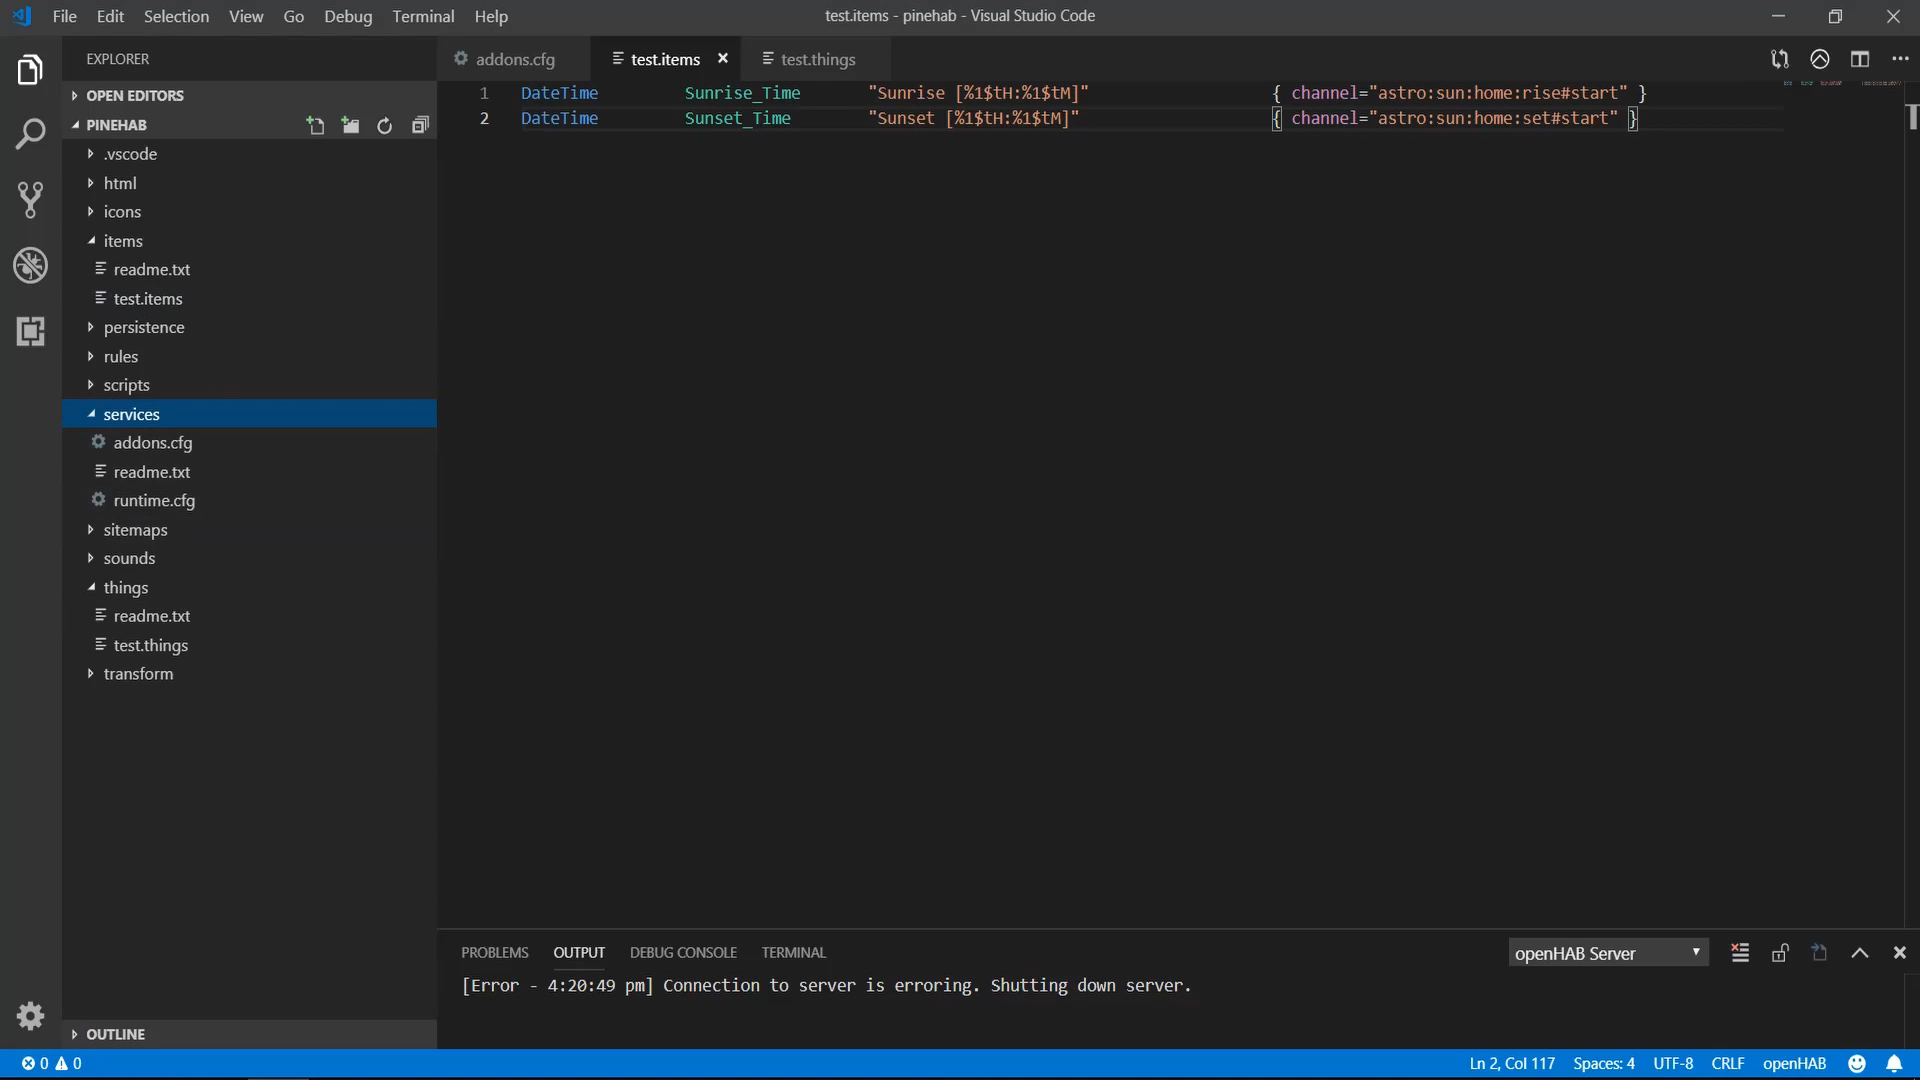 File Edit Selection View Go Debug Terminal Help
test.items - pinehab - Visual Studio Code
EXPLORER
OPEN EDITORS
PINEHAB
.vscode
html
icons
items
readme.txt
test.items
persistence
rules
scripts
services
addons.cfg
readme.txt
runtime.cfg
sitemaps
sounds
things
readme.txt
test.things
transform
OUTLINE
addons.cfg test.items test.things
1 DateTime Sunrise_Time "Sunrise [%1$tH:%1$tM]" { channel="astro:sun:home:rise#start" }
2 DateTime Sunset_Time "Sunset [%1$tH:%1$tM]" { channel="astro:sun:home:set#start" }
PROBLEMS OUTPUT DEBUG CONSOLE TERMINAL openHAB Server
[Error - 4:20:49 pm] Connection to server is erroring. Shutting down server.
0 0 Ln 2, Col 117 Spaces: 4 UTF-8 CRLF openHAB